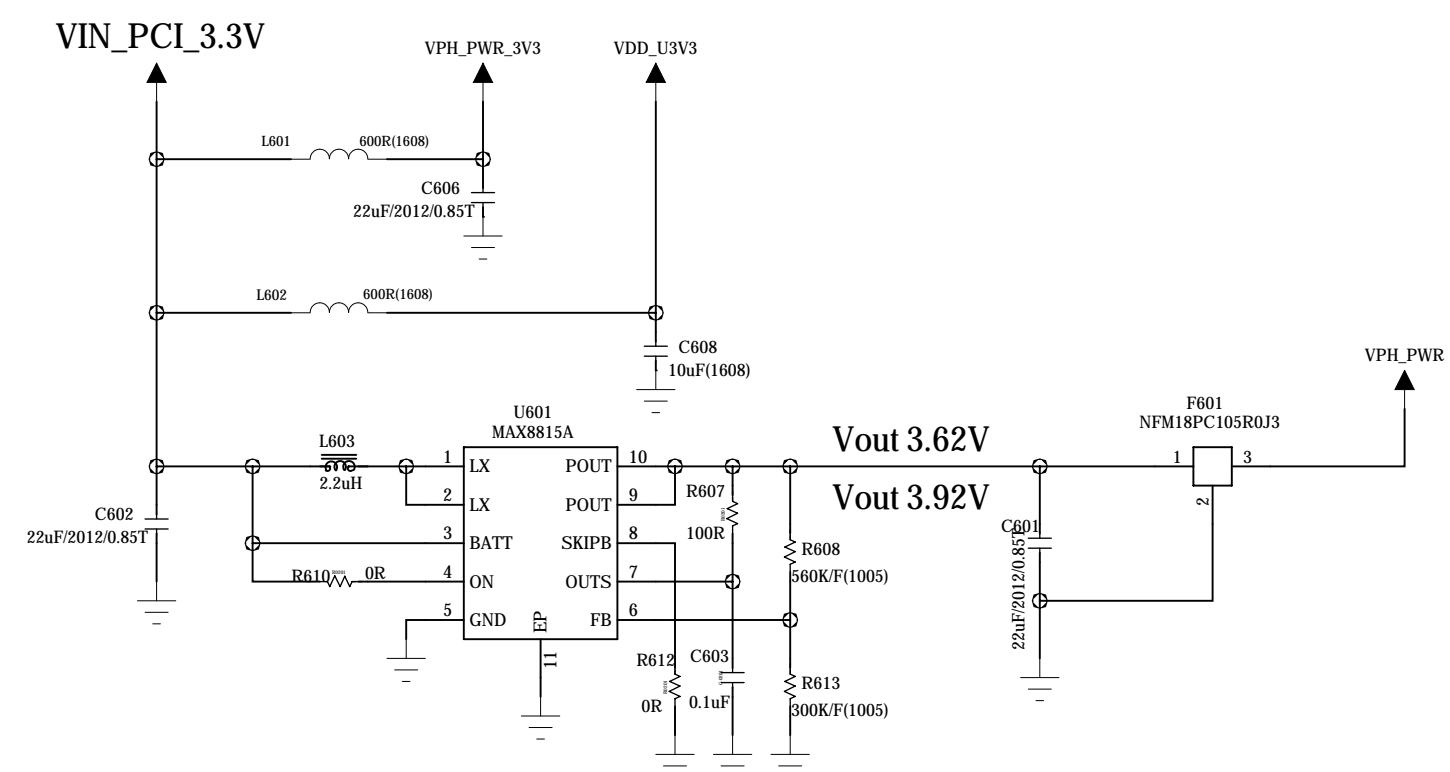 VIN_PCI_3.3V
VPH_PWR_3V3
VDD_U3V3
L601
600R(1608)
C606
22uF/2012/0.85T
L602
600R(1608)
C608
10uF(1608)
VPH_PWR
U601
MAX8815A
F601
NFM18PC105R0J3
L603
2.2uH
1
LX
POUT
10
Vout 3.62V
1
3
2
LX
POUT
9
R607
Vout 3.92V
2
C602
22uF/2012/0.85T
3
BATT
SKIPB
8
100R
C601
22uF/2012/0.85T
R608
560K/F(1005)
R610
0R
4
ON
OUTS
7
5
GND
EP
FB
6
11
R612
0R
C603
0.1uF
R613
300K/F(1005)